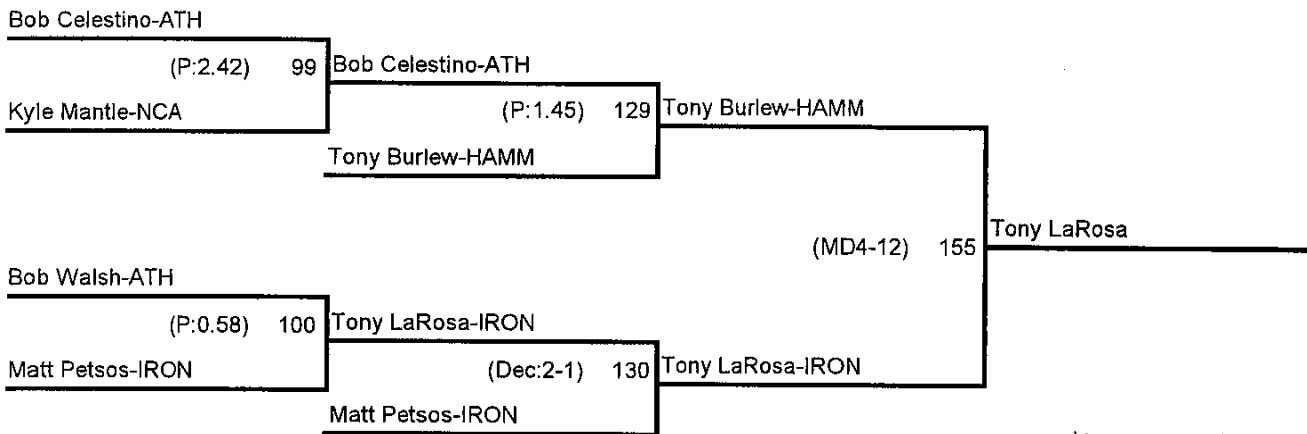 Bob Celestino-ATH
(P:2.42) 99
Bob Celestino-ATH
Kyle Mantle-NCA
(P:1.45) 129
Tony Burlew-HAMM
Tony Burlew-HAMM
(MD4-12) 155
Tony LaRosa
Bob Walsh-ATH
(P:0.58) 100
Tony LaRosa-IRON
Matt Petsos-IRON
(Dec:2-1) 130
Tony LaRosa-IRON
Matt Petsos-IRON